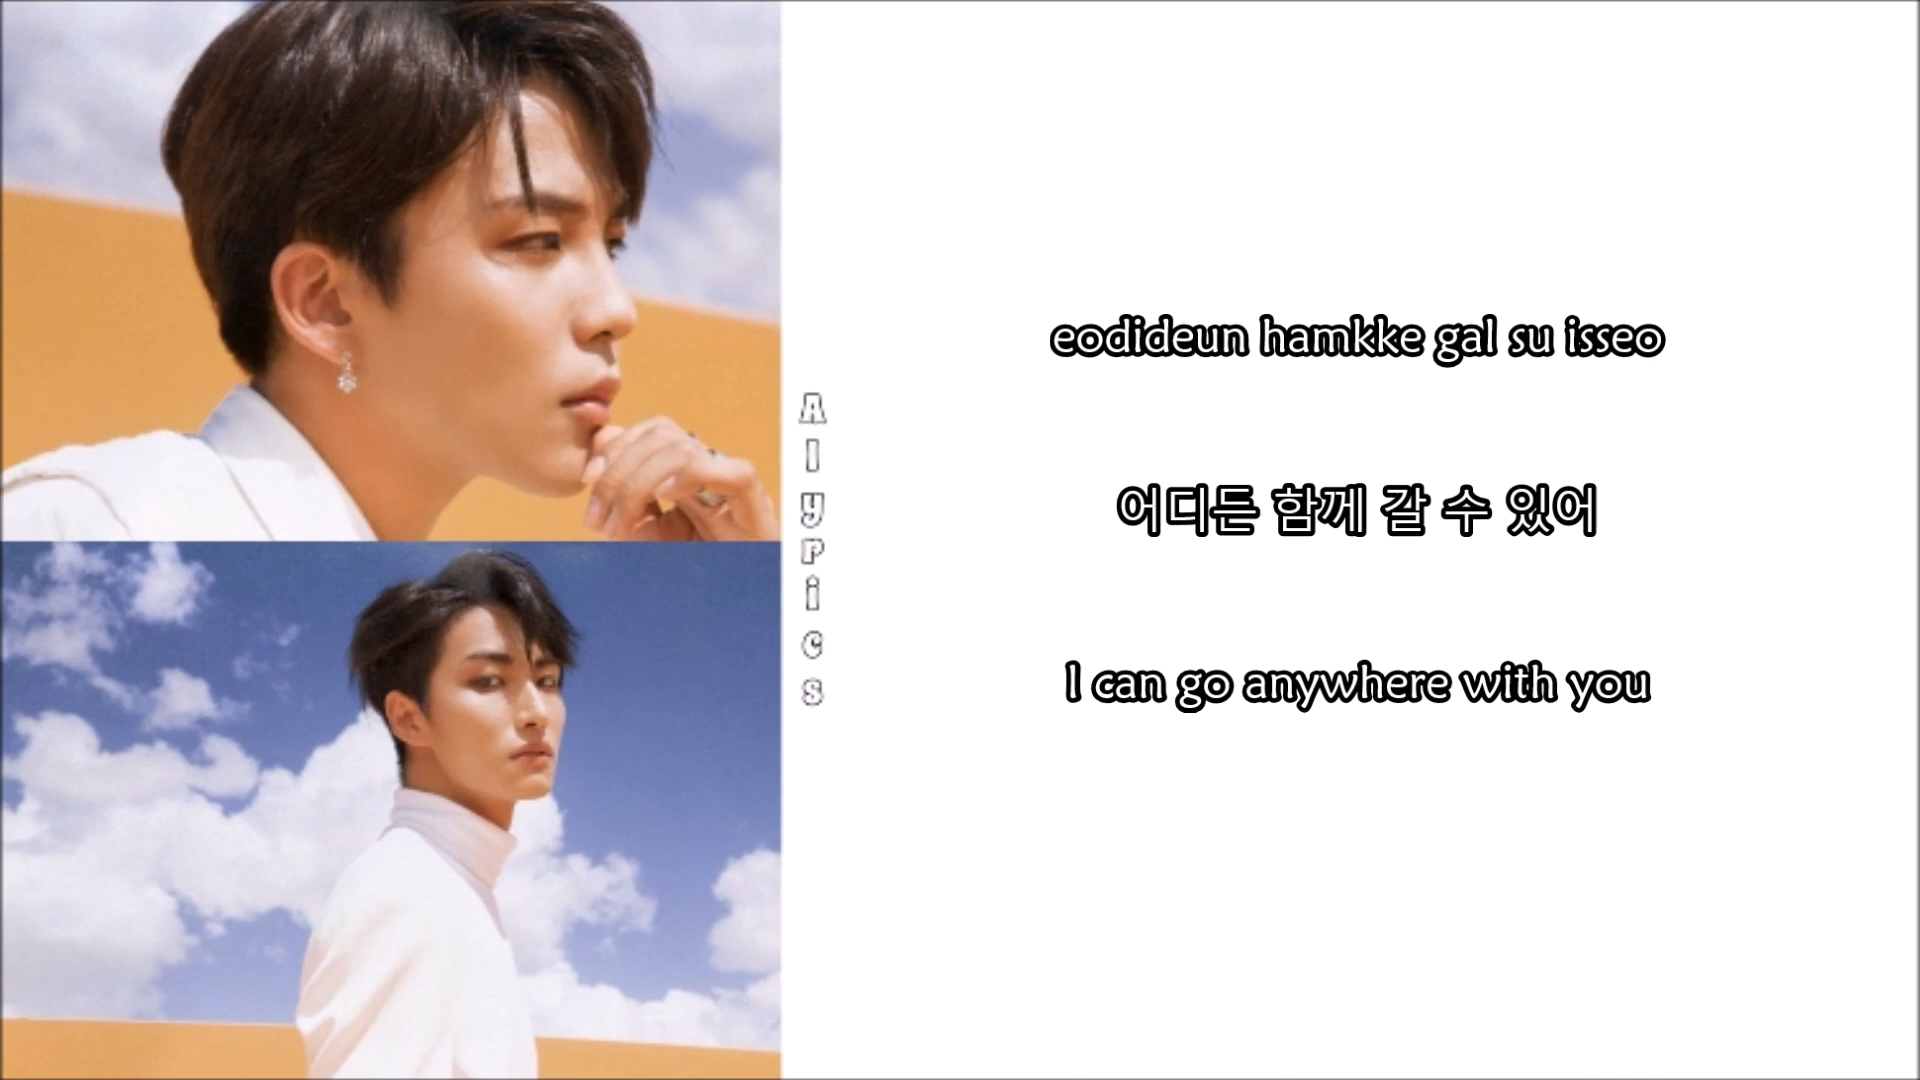 Alypics
eodideun hamkke gal su isseo
어디든 함께 갈 수 있어
I can go anywhere with you